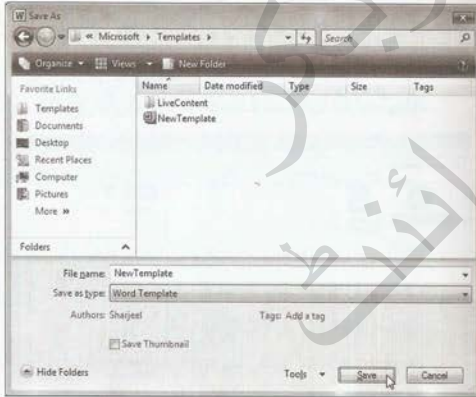 Save As
« Microsoft ▸ Templates ▸
Search
Organize Views New Folder
Favorite Links
Name Date modified Type Size Tags
Templates
LiveContent
Documents
NewTemplate
Desktop
Recent Places
Computer
Pictures
More »
Folders
File name: NewTemplate
Save as type: Word Template
Authors: Sharjeel Tags: Add a tag
Save Thumbnail
Hide Folders Tools Save Cancel